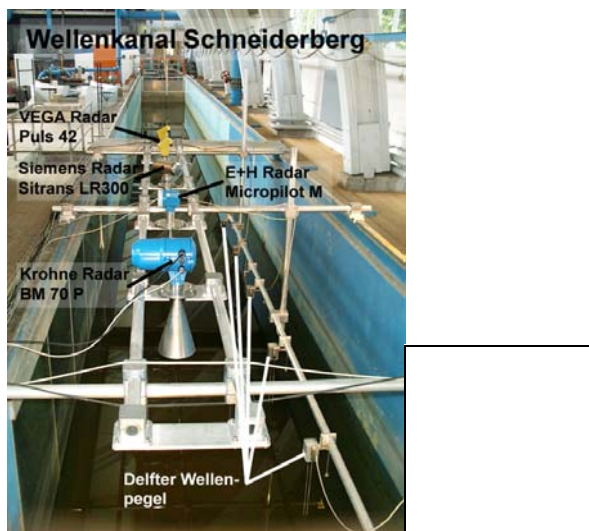 Wellenkanal Schneiderberg
VEGA Radar
Puls 42
Siemens Radar
Sitrans LR300
E+H Radar
Micropilot M
Krohne Radar
BM 70 P
Delfter Wellen-
pegel